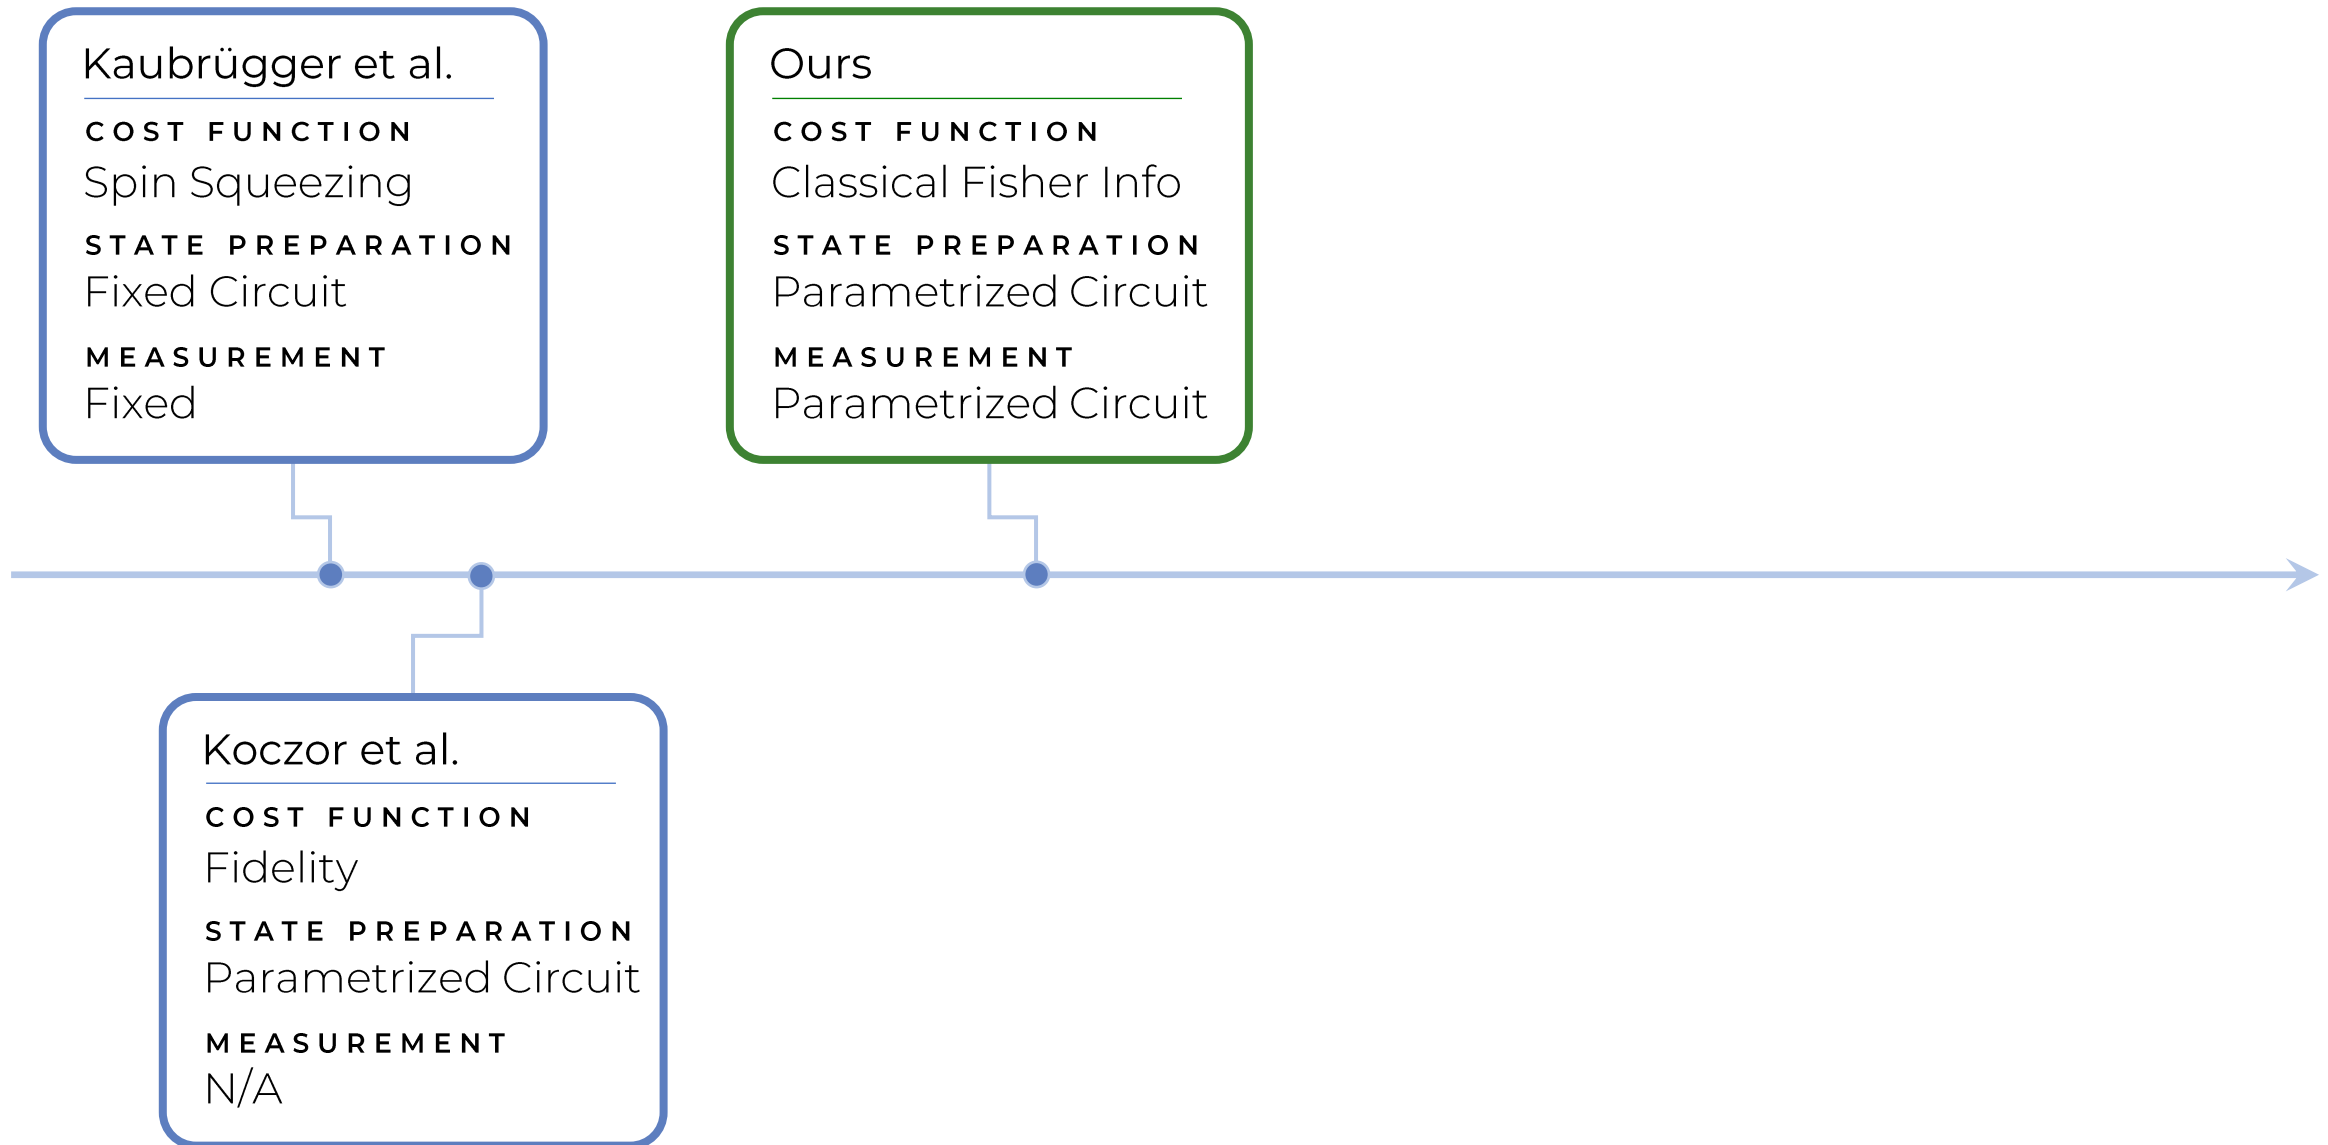 Kaubrügger et al.
COST FUNCTION
Spin Squeezing
STATE PREPARATION
Fixed Circuit
MEASUREMENT
Fixed
Ours
COST FUNCTION
Classical Fisher Info
STATE PREPARATION
Parametrized Circuit
MEASUREMENT
Parametrized Circuit
Koczor et al.
COST FUNCTION
Fidelity
STATE PREPARATION
Parametrized Circuit
MEASUREMENT
N/A